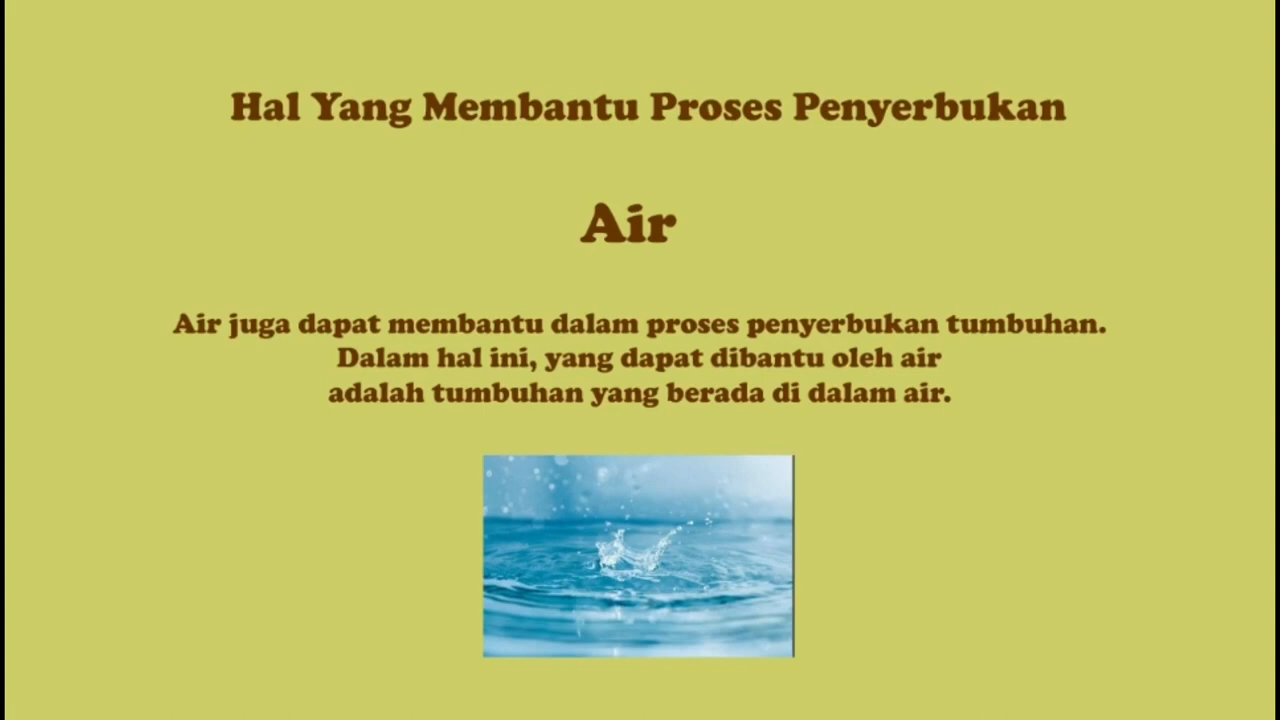 Hal Yang Membantu Proses Penyerbukan
Air
Air juga dapat membantu dalam proses penyerbukan tumbuhan.
Dalam hal ini, yang dapat dibantu oleh air
adalah tumbuhan yang berada di dalam air.